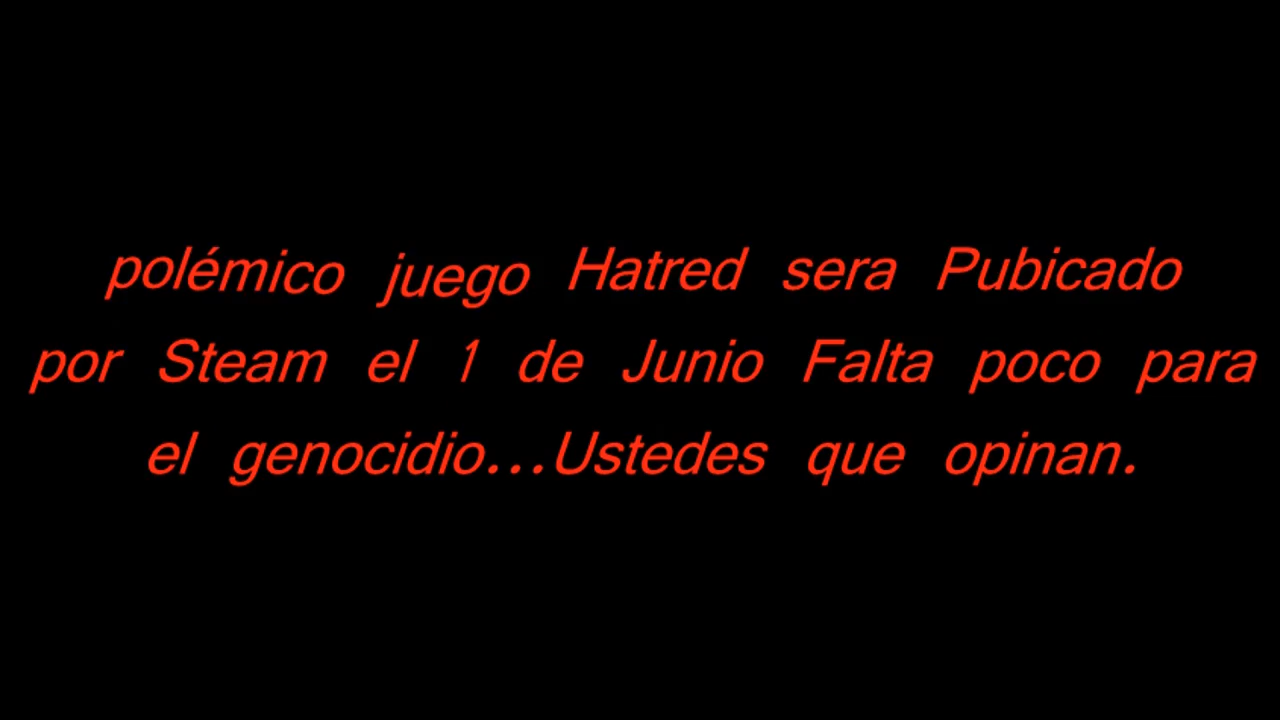 polémico juego Hatred sera Pubicado
por Steam el 1 de Junio Falta poco para
el genocidio...Ustedes que opinan.